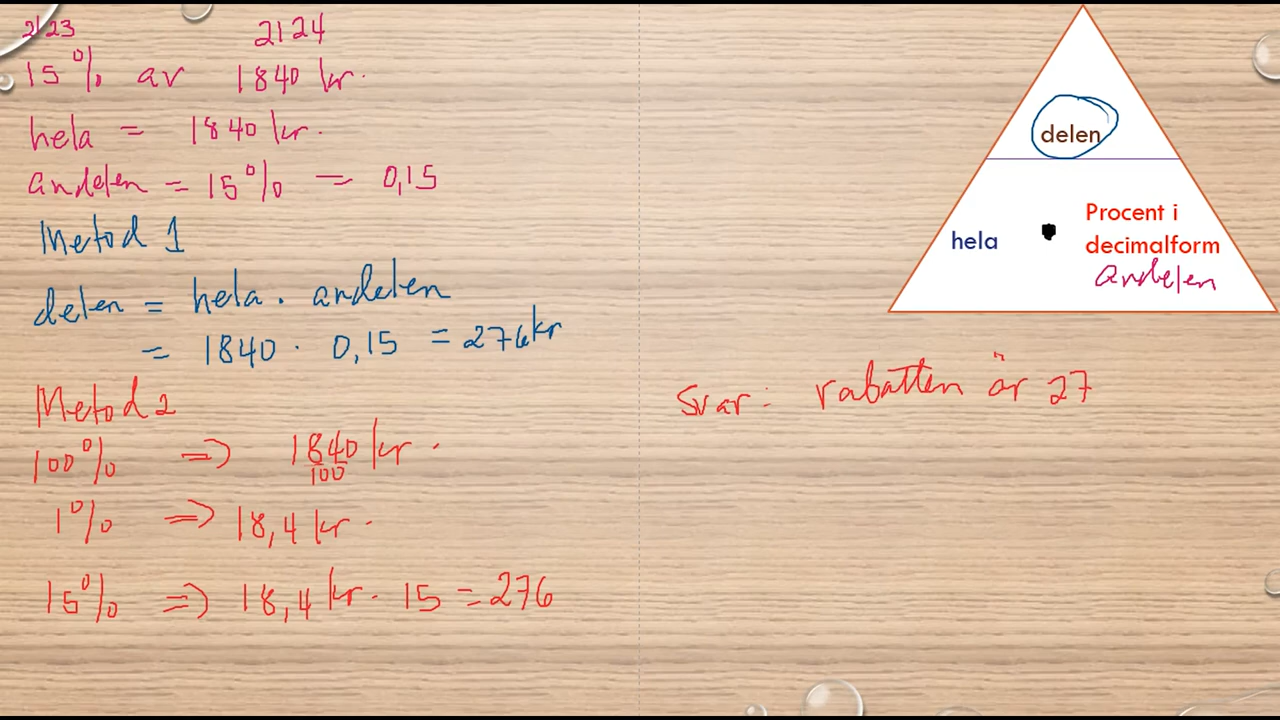 2123 2124
15% av 1840 kr.
hela = 1840 kr.
andelen = 15% = 0,15
Metod 1
delen = hela . andelen
= 1840 · 0,15 = 276kr
Metod 2
100% => 1840 kr.
100
1% => 18,4 kr.
15% => 18,4 kr. 15 = 276
delen
hela
Procent i
decimalform
andelen
Svar: rabatten är 27